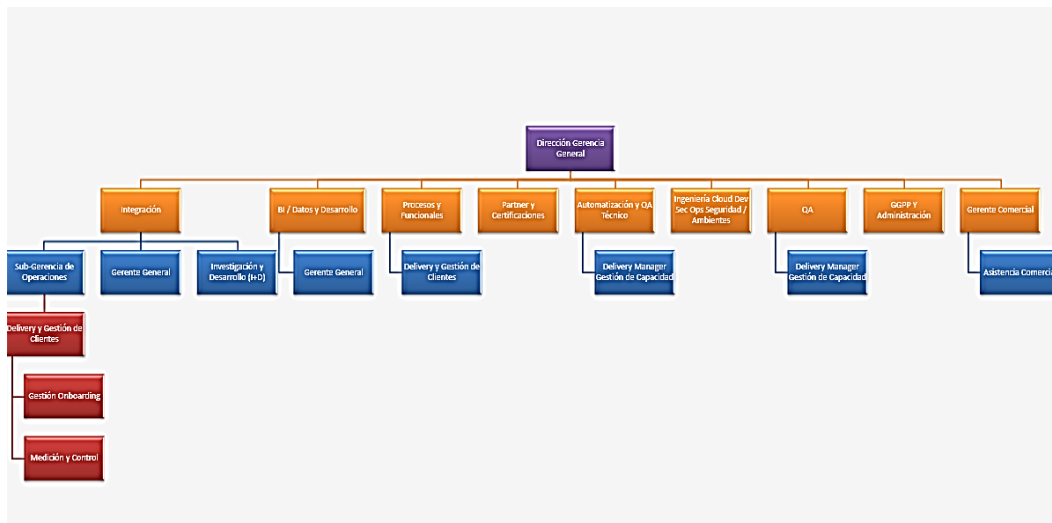 Dirección Gerencia
General
Integración
BI / Datos y Desarrollo
Procesos y
Funcionales
Partner y
Certificaciones
Automatización y QA
Técnico
Ingeniería Cloud Dev
Sec Ops Seguridad /
Ambientes
QA
GGPP Y
Administración
Gerente Comercial
Sub-Gerencia de
Operaciones
Gerente General
Investigación y
Desarrollo (I+D)
Gerente General
Delivery y Gestión de
Clientes
Delivery Manager
Gestión de Capacidad
Delivery Manager
Gestión de Capacidad
Asistencia Comercia
Delivery y Gestión de
Clientes
Gestión Onboarding
Medición y Control